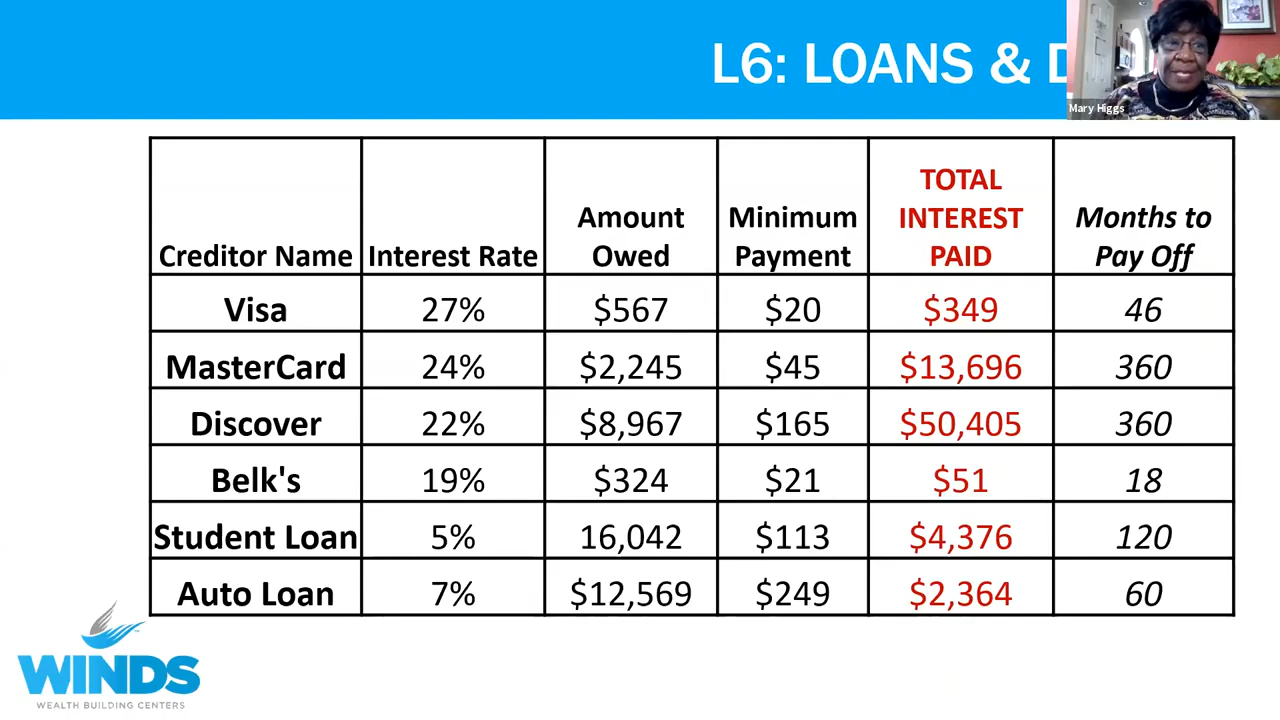 L6: LOANS & D
Mary Higgs
Creditor Name Interest Rate Amount Owed Minimum Payment TOTAL INTEREST PAID Months to Pay Off
Visa 27% $567 $20 $349 46
MasterCard 24% $2,245 $45 $13,696 360
Discover 22% $8,967 $165 $50,405 360
Belk's 19% $324 $21 $51 18
Student Loan 5% 16,042 $113 $4,376 120
Auto Loan 7% $12,569 $249 $2,364 60
WINDS
WEALTH BUILDING CENTERS